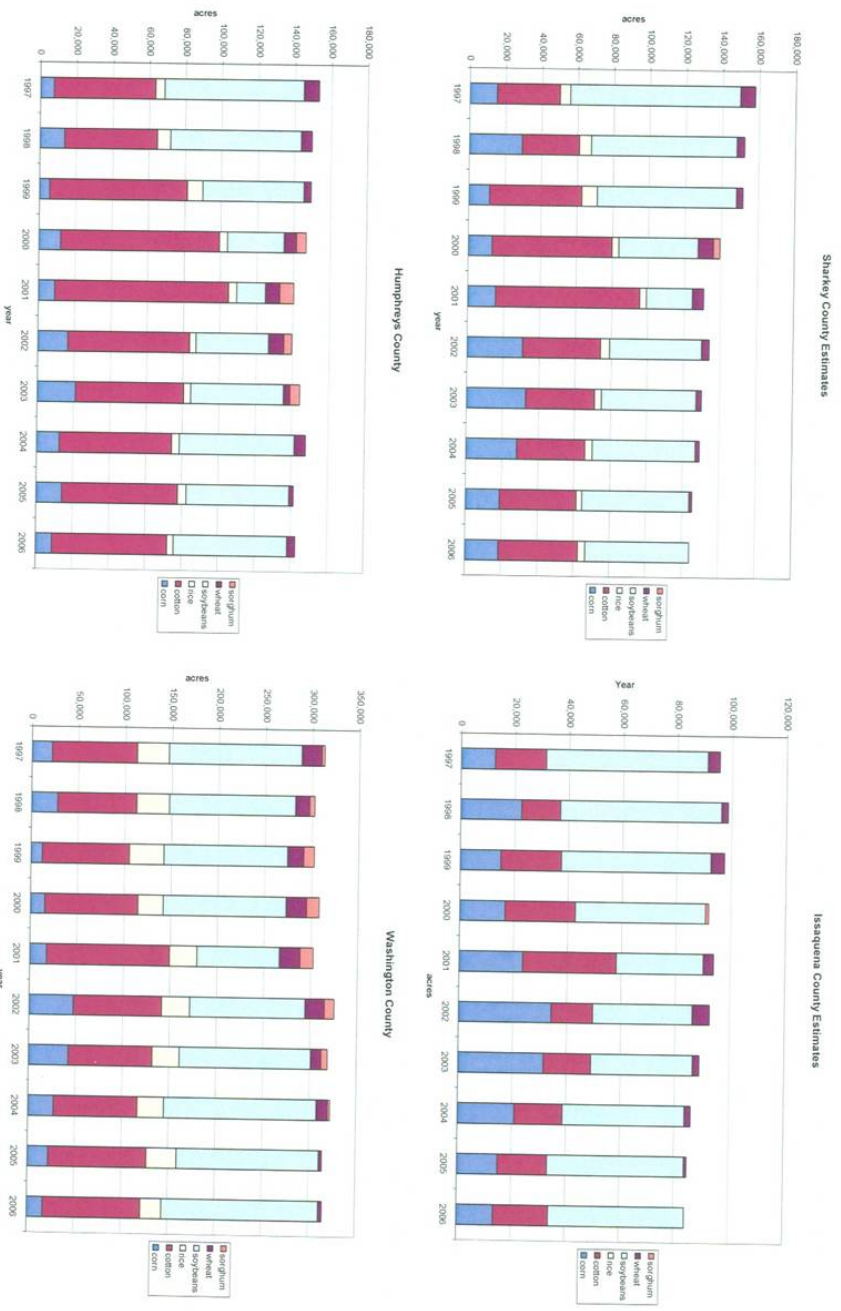 Sharkey County Estimates
180,000
160,000
140,000
120,000
100,000
80,000
60,000
40,000
20,000
0
acres
1997 1998 1999 2000 2001 2002 2003 2004 2005 2006
year
sorghum
wheat
soybeans
rice
cotton
corn
Issaquena County Estimates
120,000
100,000
80,000
60,000
40,000
20,000
0
Year
1997 1998 1999 2000 2001 2002 2003 2004 2005 2006
acres
sorghum
wheat
soybeans
rice
cotton
corn
Humphreys County
180,000
160,000
140,000
120,000
100,000
80,000
60,000
40,000
20,000
0
acres
1997 1998 1999 2000 2001 2002 2003 2004 2005 2006
year
sorghum
wheat
soybeans
rice
cotton
corn
Washington County
350,000
300,000
250,000
200,000
150,000
100,000
50,000
0
acres
1997 1998 1999 2000 2001 2002 2003 2004 2005 2006
sorghum
wheat
soybeans
rice
cotton
corn